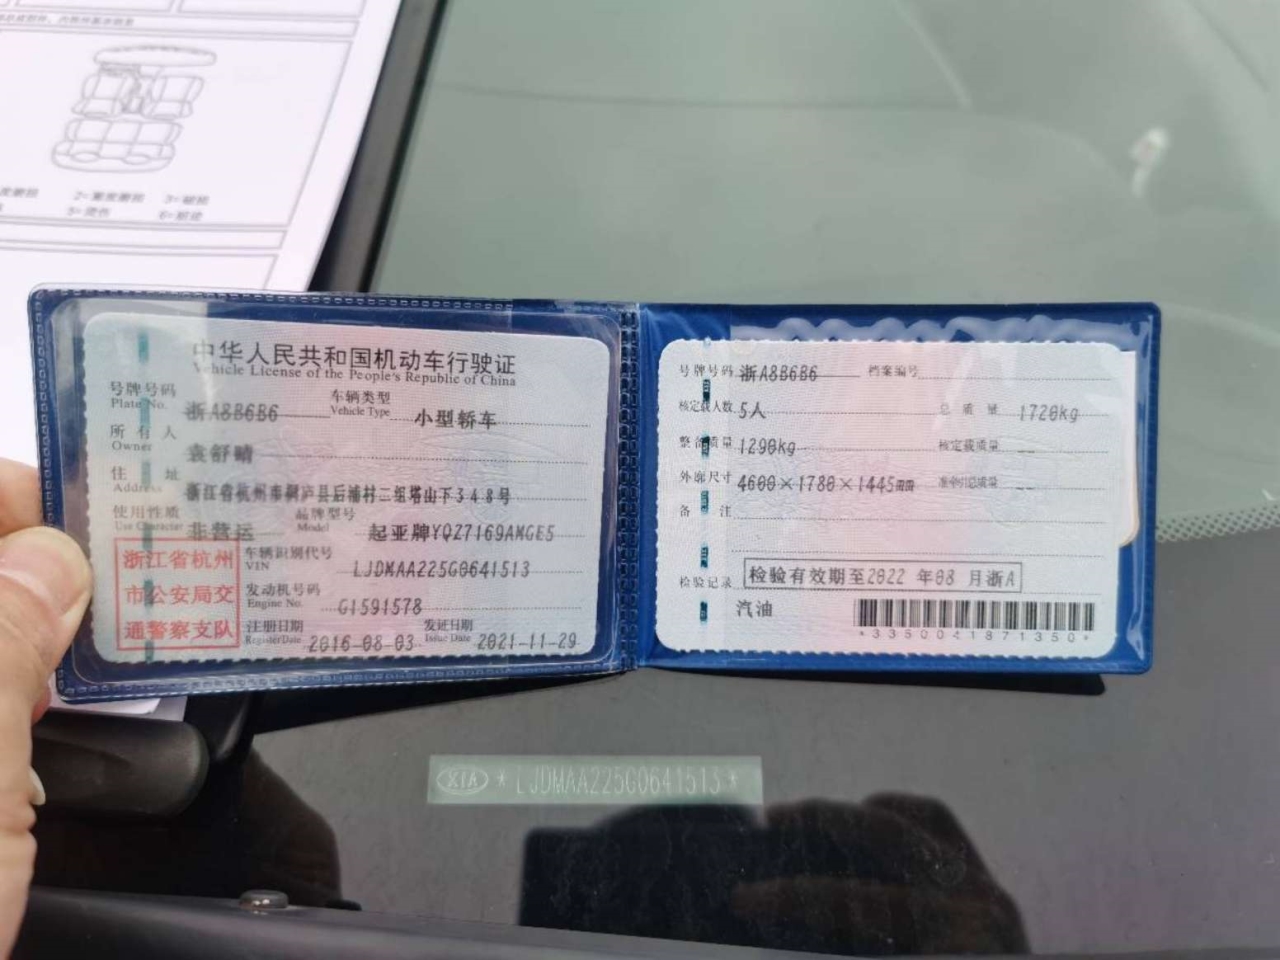 2=重度磨损 3=破损
5=烫伤
中华人民共和国机动车行驶证
Vehicle License of the People's Republic of China
号牌号码 浙A8B6B6 车辆类型 小型轿车
Plate No. Vehicle Type
所有人 袁舒晴
Owner
住址 浙江省杭州市桐庐县后浦村二组塔山下348号
Address
使用性质 非营运 品牌型号 起亚牌YQZ7169AMGE5
Use Character Model
浙江省杭州
市公安局交
通警察支队
车辆识别代号 LJDMAA225G0641513
VIN
发动机号码 G1591578
Engine No.
注册日期 2016-08-03 发证日期 2021-11-29
Register Date Issue Date
号牌号码 浙A8B6B6 档案编号
核定载人数 5人 总质量 1720kg
整备质量 1290kg 核定载质量 --
外廓尺寸 4600×1780×1445mm 准牵引总质量 --
备注
检验记录 检验有效期至2022年08月浙A
汽油
*3350041871350*
KIA *LJDMAA225G0641513*